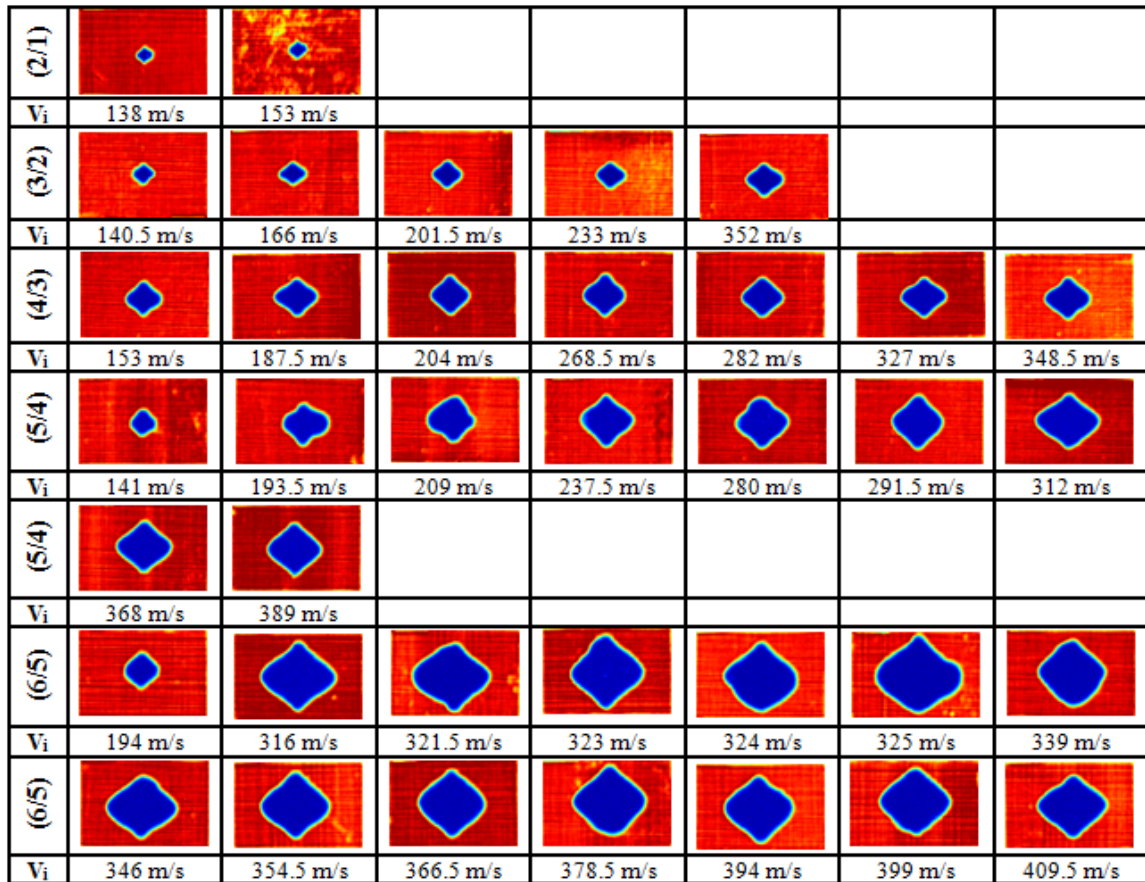 (2/1)
Vi 138 m/s 153 m/s
(3/2)
Vi 140.5 m/s 166 m/s 201.5 m/s 233 m/s 352 m/s
(4/3)
Vi 153 m/s 187.5 m/s 204 m/s 268.5 m/s 282 m/s 327 m/s 348.5 m/s
(5/4)
Vi 141 m/s 193.5 m/s 209 m/s 237.5 m/s 280 m/s 291.5 m/s 312 m/s
(5/4)
Vi 368 m/s 389 m/s
(6/5)
Vi 194 m/s 316 m/s 321.5 m/s 323 m/s 324 m/s 325 m/s 339 m/s
(6/5)
Vi 346 m/s 354.5 m/s 366.5 m/s 378.5 m/s 394 m/s 399 m/s 409.5 m/s